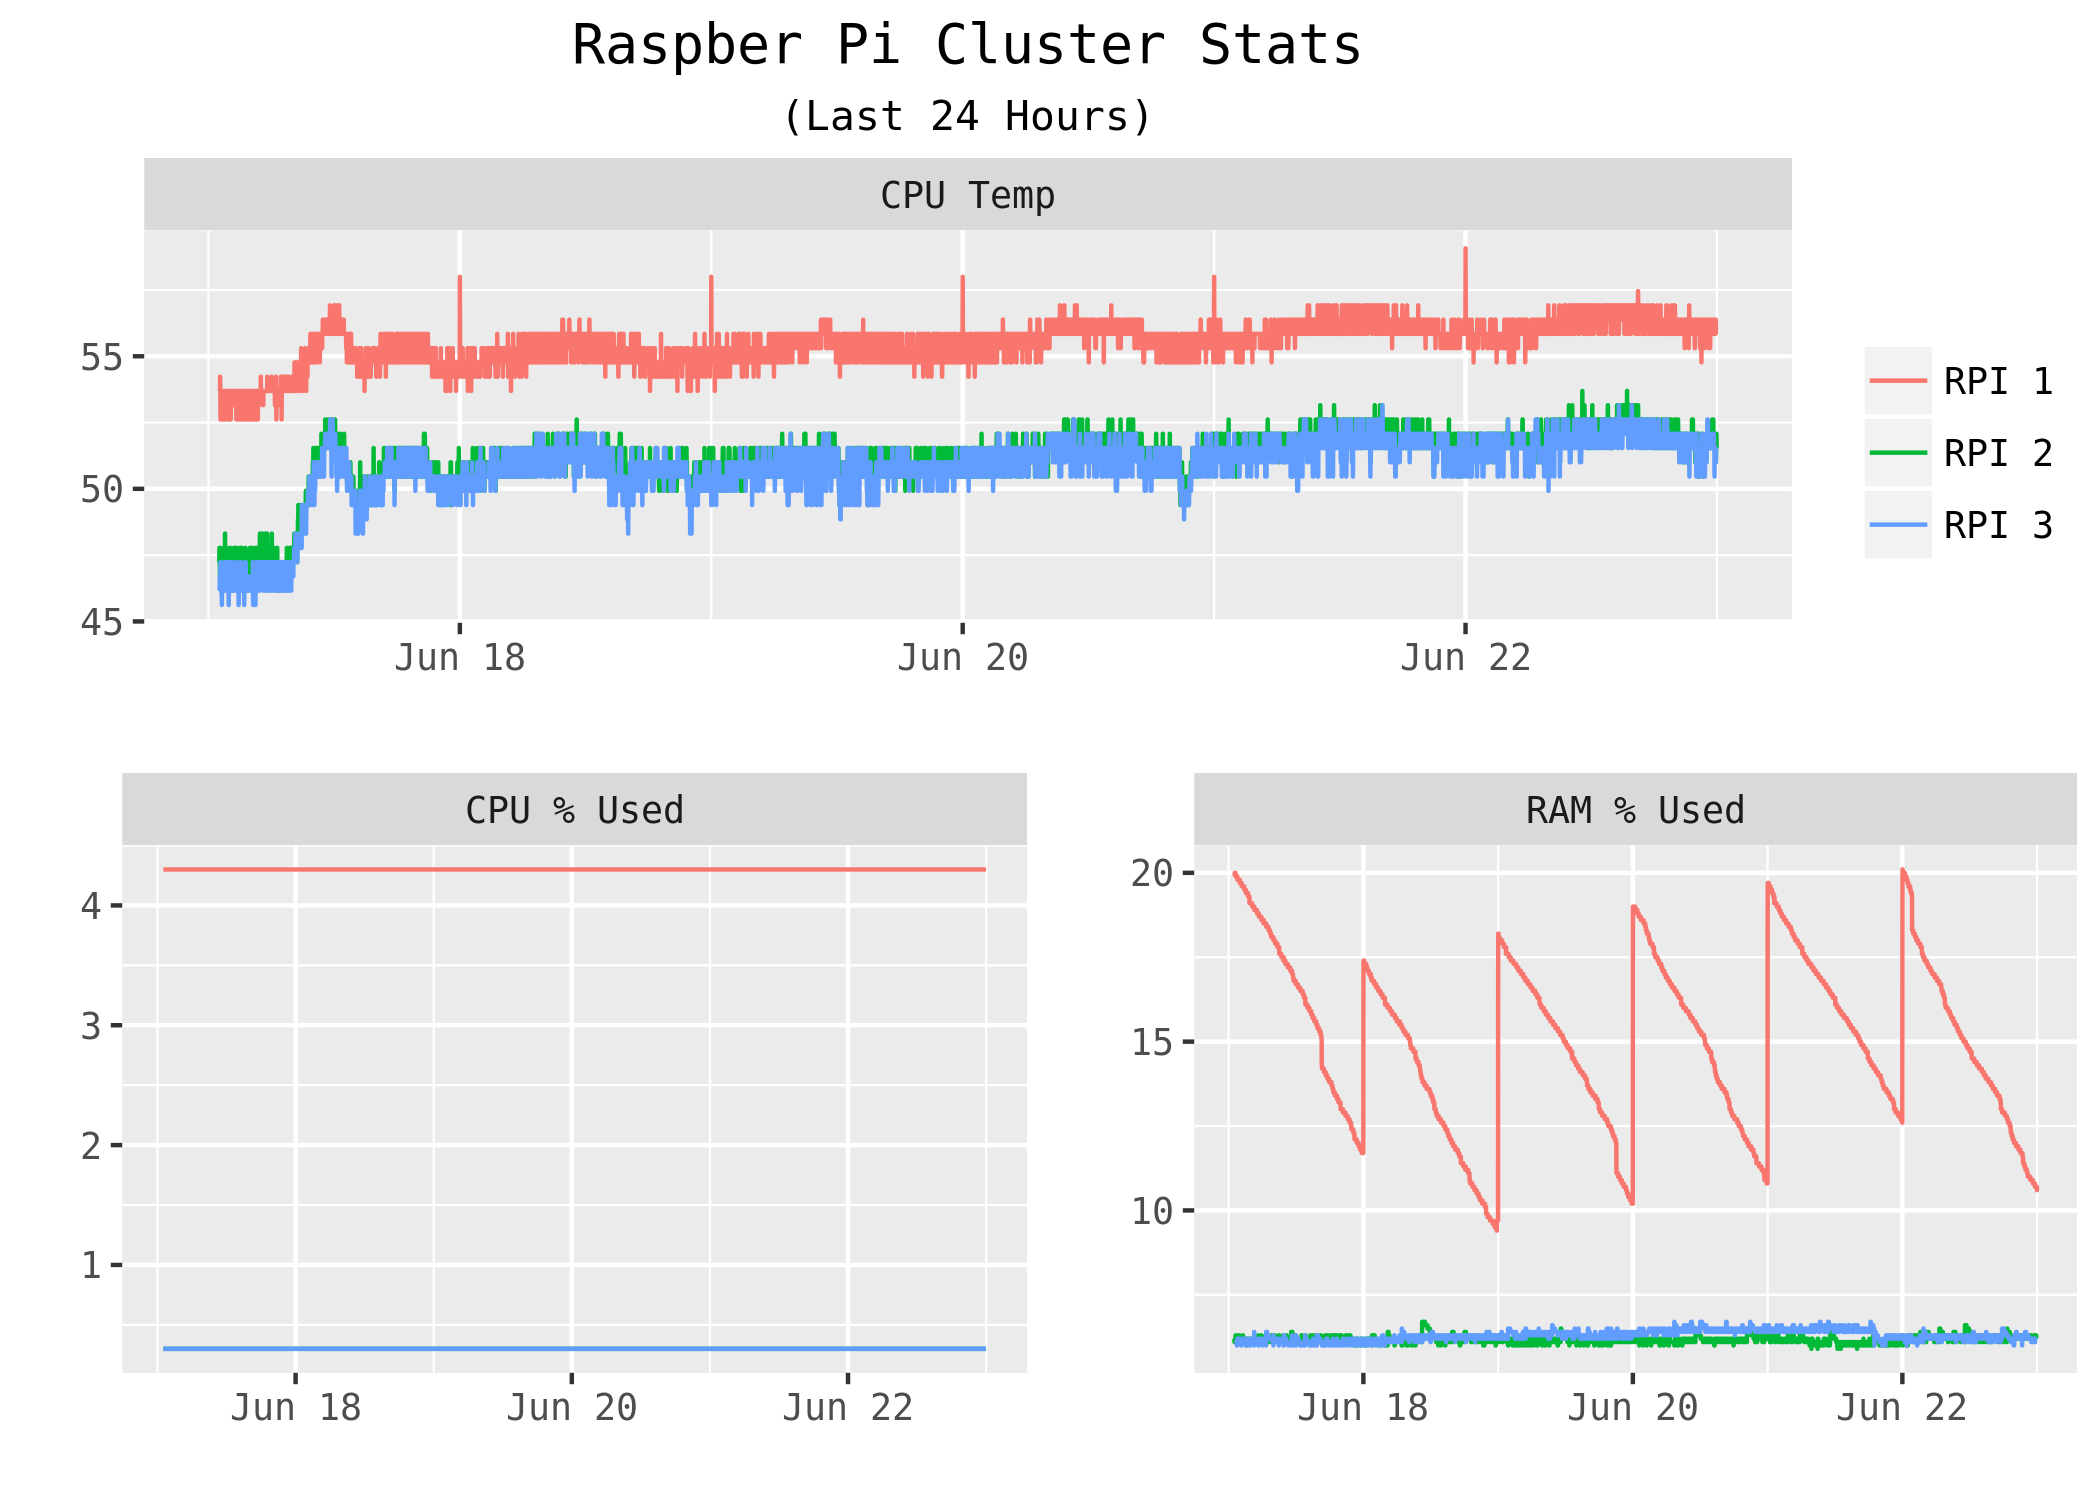 Raspber Pi Cluster Stats
(Last 24 Hours)
CPU Temp
55
50
45
Jun 18 Jun 20 Jun 22
RPI 1
RPI 2
RPI 3
CPU % Used
4
3
2
1
Jun 18 Jun 20 Jun 22
RAM % Used
20
15
10
Jun 18 Jun 20 Jun 22